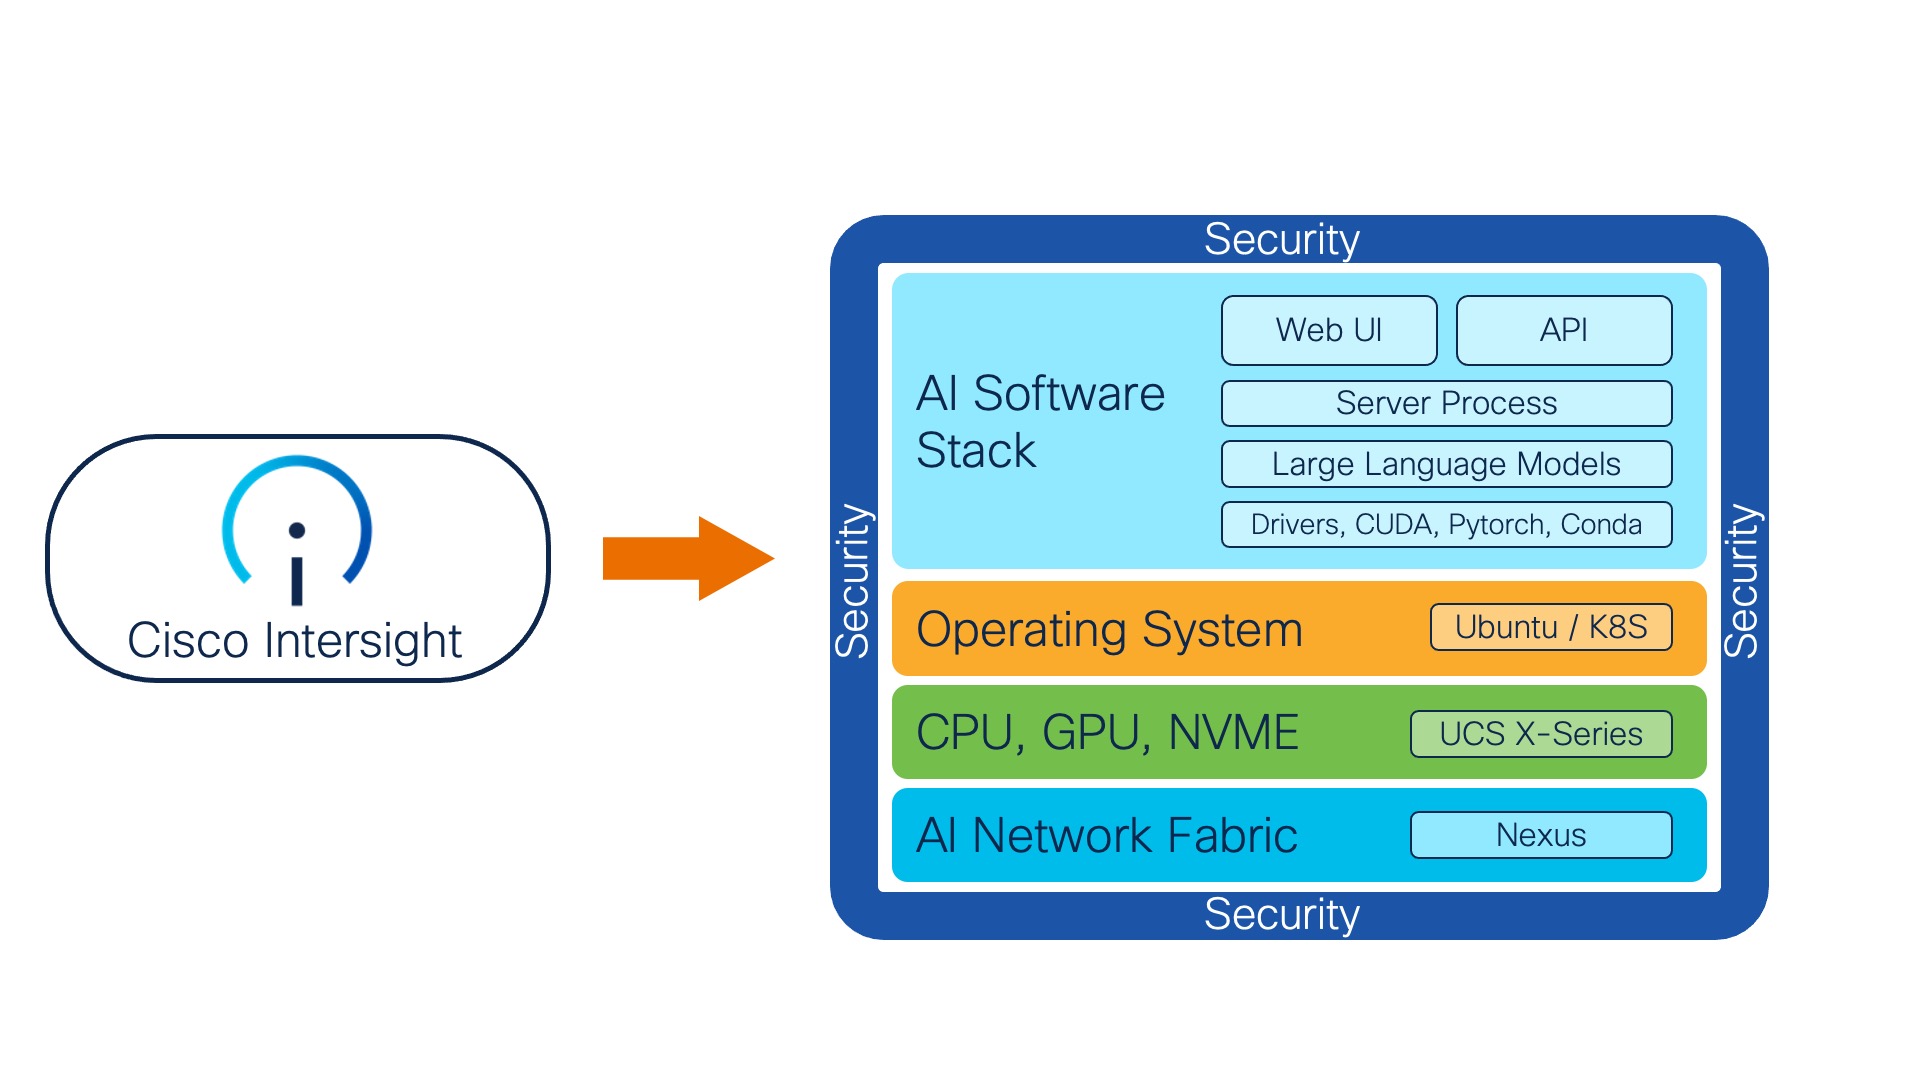 Cisco Intersight
Security
Security
Security
AI Software
Stack
Web UI
API
Server Process
Large Language Models
Drivers, CUDA, Pytorch, Conda
Operating System
Ubuntu / K8S
CPU, GPU, NVME
UCS X-Series
AI Network Fabric
Nexus
Security